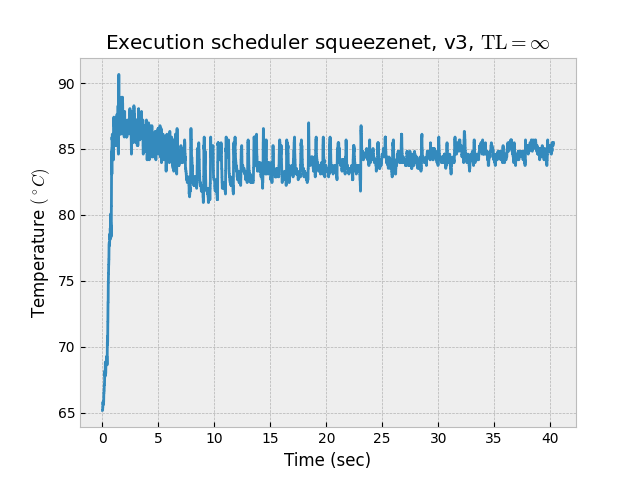 Execution scheduler squeezenet, v3, TL = ∞
90
85
80
75
70
65
Temperature (°C)
0 5 10 15 20 25 30 35 40
Time (sec)